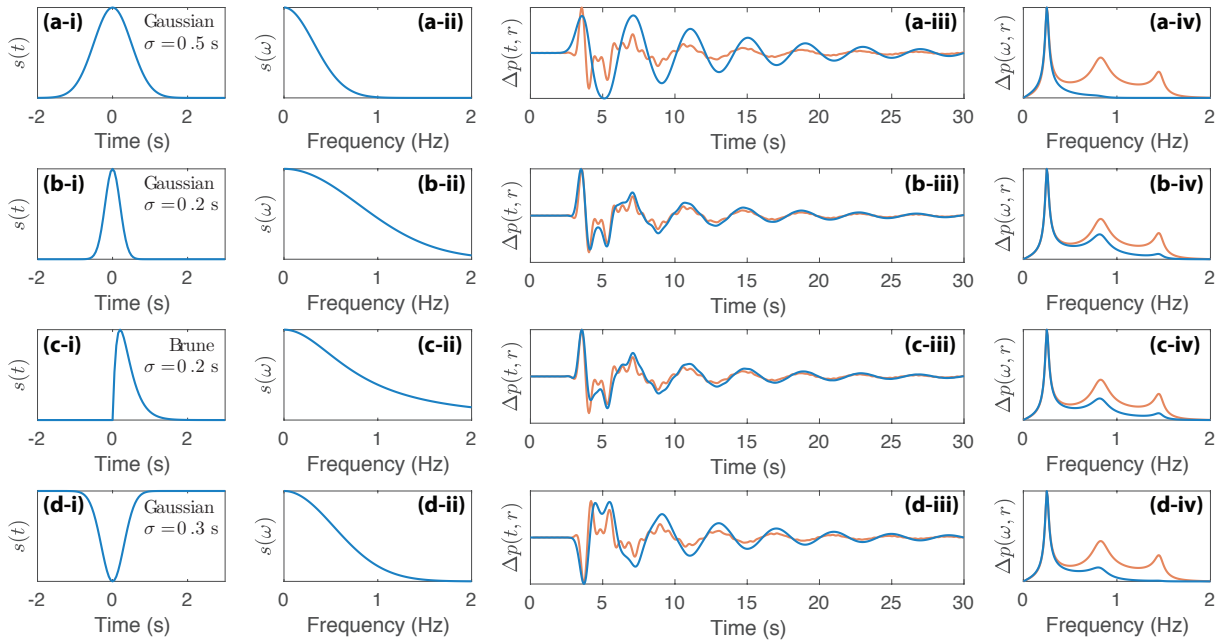 (a-i) Gaussian
σ = 0.5 s
s(t)
-2 0 2
Time (s)
(a-ii)
s(ω)
0 1 2
Frequency (Hz)
(a-iii)
Δp(t, r)
0 5 10 15 20 25 30
Time (s)
(a-iv)
Δp(ω, r)
0 1 2
Frequency (Hz)
(b-i) Gaussian
σ = 0.2 s
s(t)
-2 0 2
Time (s)
(b-ii)
s(ω)
0 1 2
Frequency (Hz)
(b-iii)
Δp(t, r)
0 5 10 15 20 25 30
Time (s)
(b-iv)
Δp(ω, r)
0 1 2
Frequency (Hz)
(c-i) Brune
σ = 0.2 s
s(t)
-2 0 2
Time (s)
(c-ii)
s(ω)
0 1 2
Frequency (Hz)
(c-iii)
Δp(t, r)
0 5 10 15 20 25 30
Time (s)
(c-iv)
Δp(ω, r)
0 1 2
Frequency (Hz)
(d-i) Gaussian
σ = 0.3 s
s(t)
-2 0 2
Time (s)
(d-ii)
s(ω)
0 1 2
Frequency (Hz)
(d-iii)
Δp(t, r)
0 5 10 15 20 25 30
Time (s)
(d-iv)
Δp(ω, r)
0 1 2
Frequency (Hz)